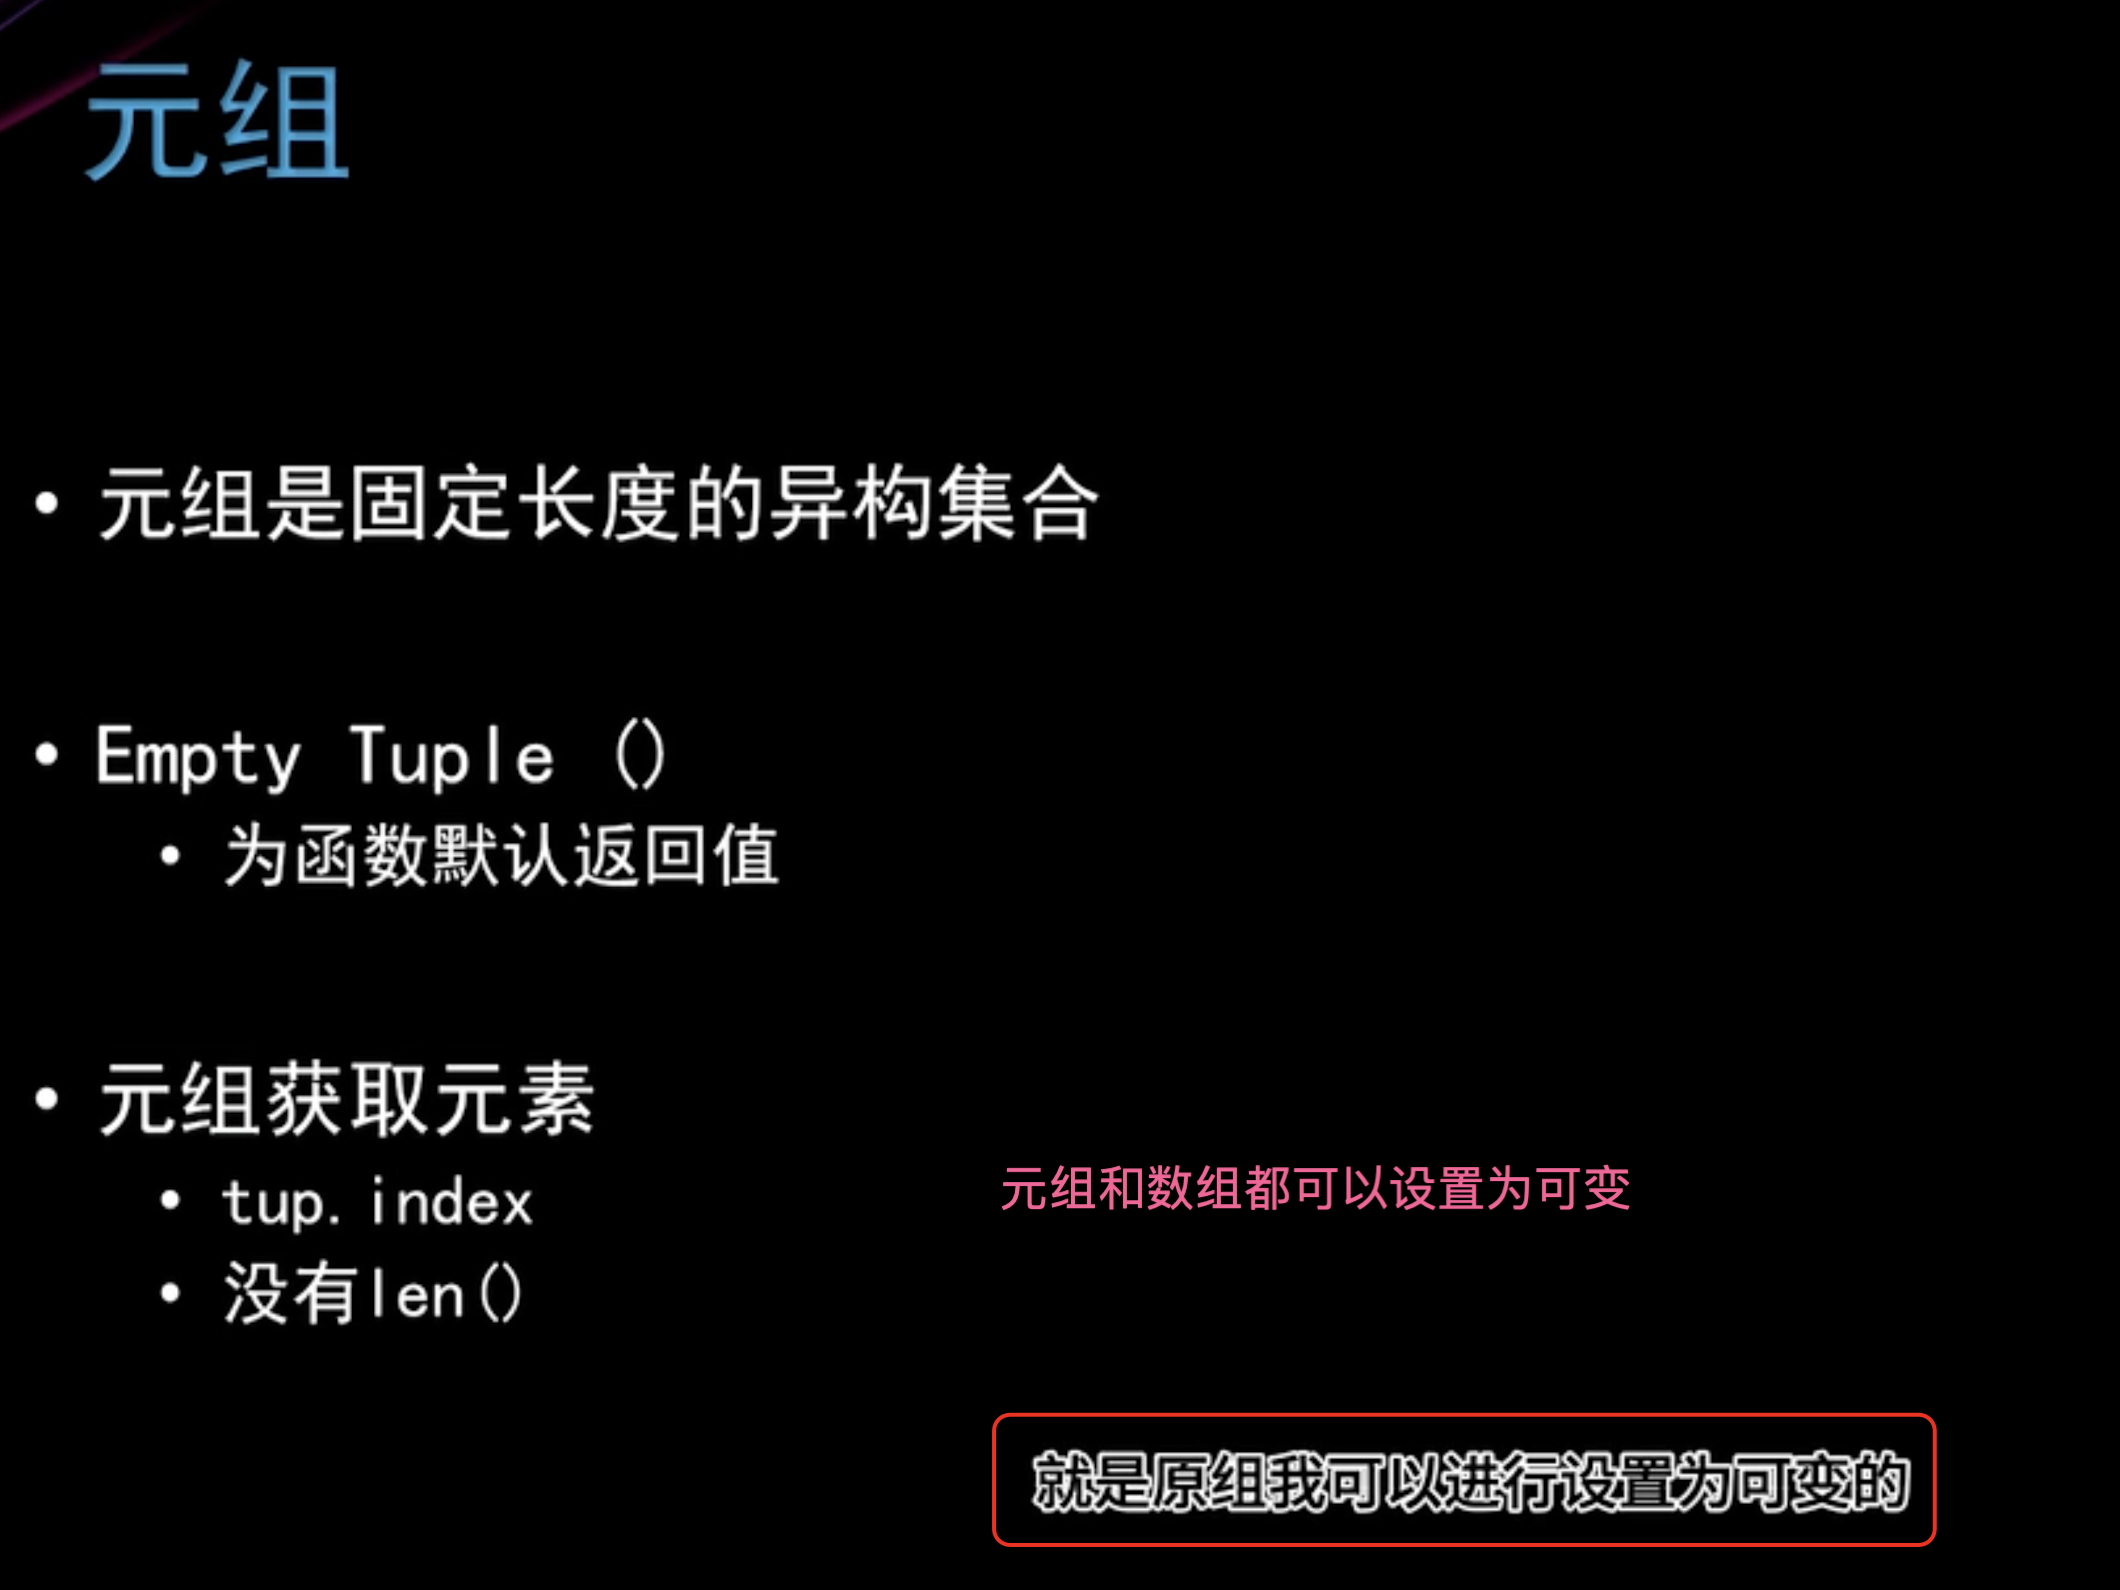 元组
• 元组是固定长度的异构集合
• Empty Tuple ()
• 为函数默认返回值
• 元组获取元素
• tup.index
• 没有len()
元组和数组都可以设置为可变
就是原组我可以进行设置为可变的